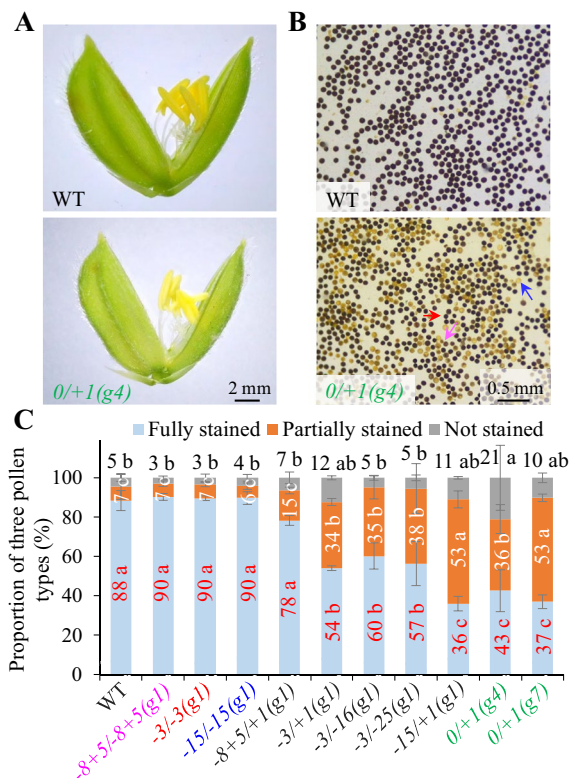 A
B
WT
WT
0/+1(g4)
2 mm
0/+1(g4)
0.5 mm
C
Fully stained Partially stained Not stained
5 b 3 b 3 b 4 b 7 b 12 ab 5 b 5 b 11 ab 21 a 10 ab
7 c 7 c 7 c 6 c 15 c 34 b 35 b 38 b 53 a 36 b 53 a
88 a 90 a 90 a 90 a 78 a 54 b 60 b 57 b 36 c 43 c 37 c
Proportion of three pollen
types (%)
100
80
60
40
20
0
WT
-8+5/-8+5(g1)
-3/-3(g1)
-15/-15(g1)
-8+5/+1(g1)
-3/+1(g1)
-3/-16(g1)
-3/-25(g1)
-15/+1(g1)
0/+1(g4)
0/+1(g7)